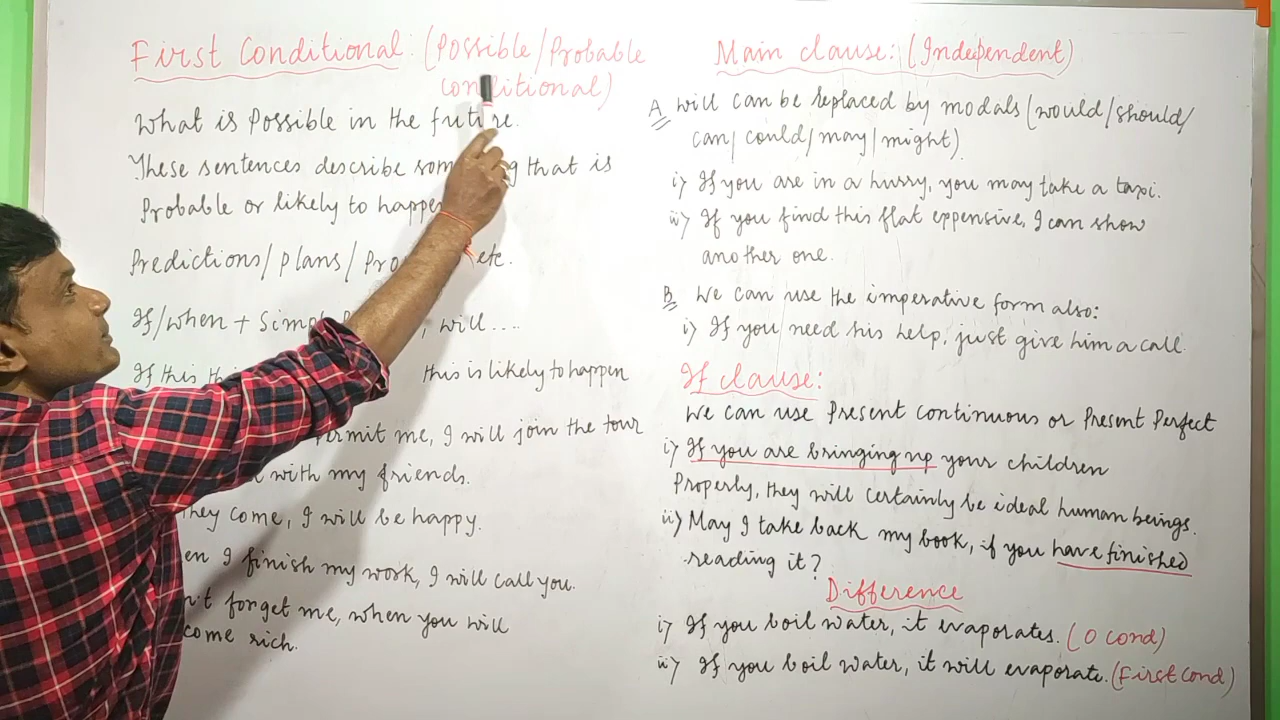 First Conditional: (Possible/Probable
conditional)
What is possible in the future.
These sentences describe something that is
Probable or likely to happen
Predictions/plans/ etc.
If/when + Simple , will....
If this this is likely to happen
permit me, I will join the tour
with my friends.
they come, I will be happy.
I finish my work, I will call you.
forget me, when you will
rich.
Main clause: (Independent)
A will can be replaced by modals (would/should/
can/could/may/might).
i) If you are in a hurry, you may take a taxi.
ii) If you find this flat expensive, I can show
another one.
B We can use the imperative form also:
i) If you need his help, just give him a call.
If clause:
We can use Present Continuous or Present Perfect
i) If you are bringing up your children
Properly, they will certainly be ideal human beings.
ii) May I take back my book, if you have finished
reading it?
Difference
i) If you boil water, it evaporates. (0 cond)
ii) If you boil water, it will evaporate. (First cond)